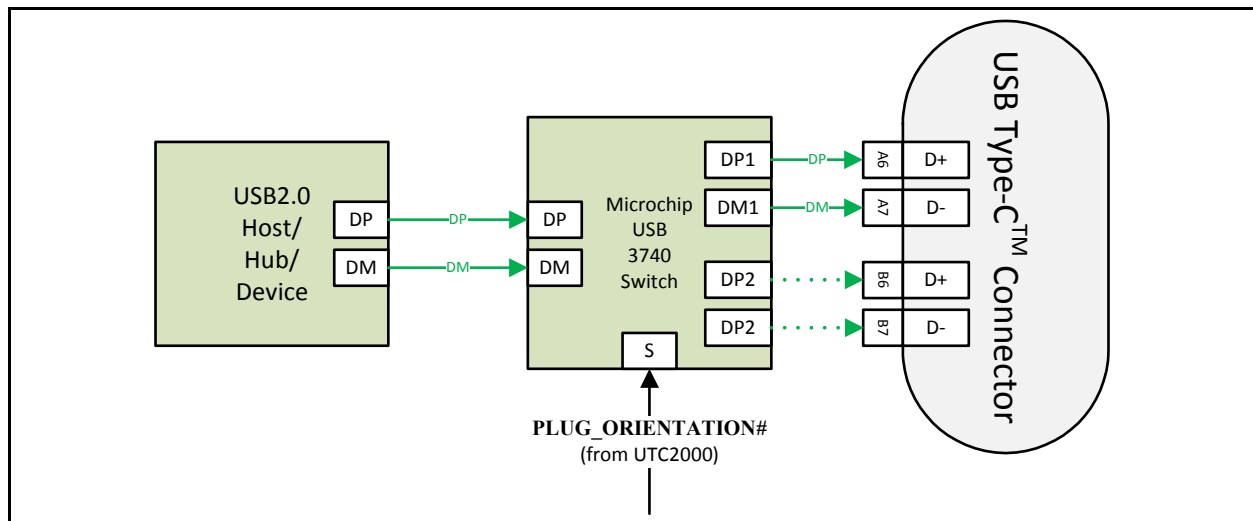 USB2.0
Host/
Hub/
Device
DP
DM
DP
DM
DP
DM
Microchip
USB
3740
Switch
S
DP1
DM1
DP2
DP2
DP
DM
A6
A7
B6
B7
D+
D-
D+
D-
USB Type-C™ Connector
PLUG_ORIENTATION#
(from UTC2000)